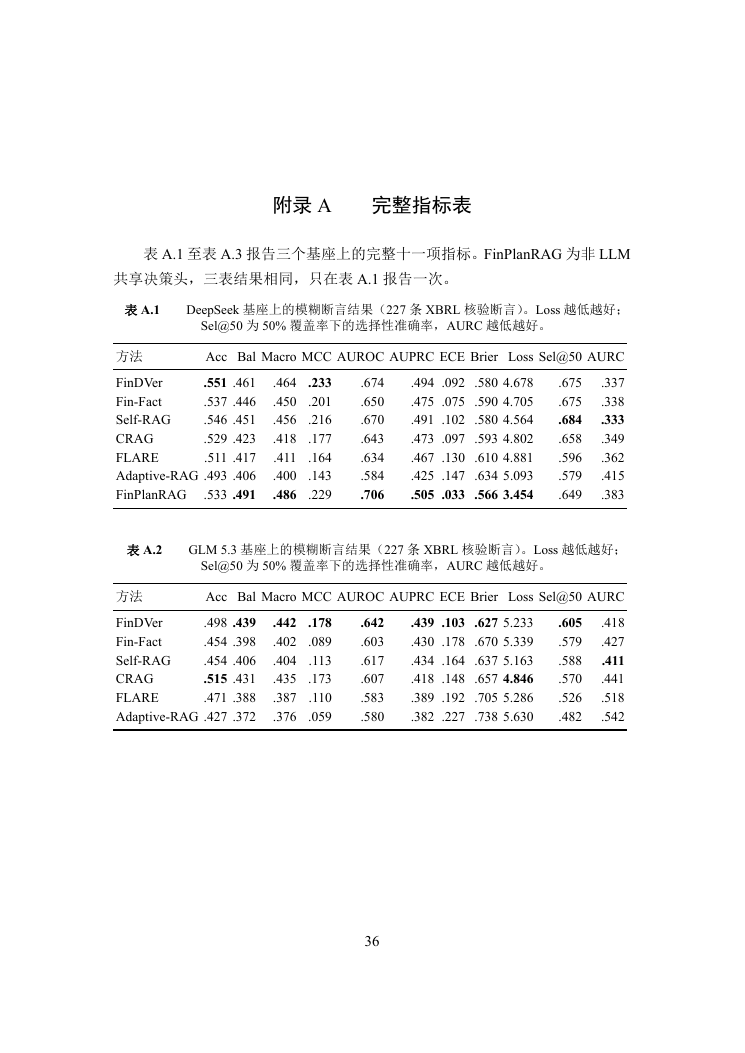 附录 A 完整指标表
表 A.1 至表 A.3 报告三个基座上的完整十一项指标。FinPlanRAG 为非 LLM
共享决策头，三表结果相同，只在表 A.1 报告一次。
表 A.1 DeepSeek 基座上的模糊断言结果（227 条 XBRL 核验断言）。Loss 越低越好；
Sel@50 为 50% 覆盖率下的选择性准确率，AURC 越低越好。
方法 Acc Bal Macro MCC AUROC AUPRC ECE Brier Loss Sel@50 AURC
FinDVer .551 .461 .464 .233 .674 .494 .092 .580 4.678 .675 .337
Fin-Fact .537 .446 .450 .201 .650 .475 .075 .590 4.705 .675 .338
Self-RAG .546 .451 .456 .216 .670 .491 .102 .580 4.564 .684 .333
CRAG .529 .423 .418 .177 .643 .473 .097 .593 4.802 .658 .349
FLARE .511 .417 .411 .164 .634 .467 .130 .610 4.881 .596 .362
Adaptive-RAG .493 .406 .400 .143 .584 .425 .147 .634 5.093 .579 .415
FinPlanRAG .533 .491 .486 .229 .706 .505 .033 .566 3.454 .649 .383
表 A.2 GLM 5.3 基座上的模糊断言结果（227 条 XBRL 核验断言）。Loss 越低越好；
Sel@50 为 50% 覆盖率下的选择性准确率，AURC 越低越好。
方法 Acc Bal Macro MCC AUROC AUPRC ECE Brier Loss Sel@50 AURC
FinDVer .498 .439 .442 .178 .642 .439 .103 .627 5.233 .605 .418
Fin-Fact .454 .398 .402 .089 .603 .430 .178 .670 5.339 .579 .427
Self-RAG .454 .406 .404 .113 .617 .434 .164 .637 5.163 .588 .411
CRAG .515 .431 .435 .173 .607 .418 .148 .657 4.846 .570 .441
FLARE .471 .388 .387 .110 .583 .389 .192 .705 5.286 .526 .518
Adaptive-RAG .427 .372 .376 .059 .580 .382 .227 .738 5.630 .482 .542
36